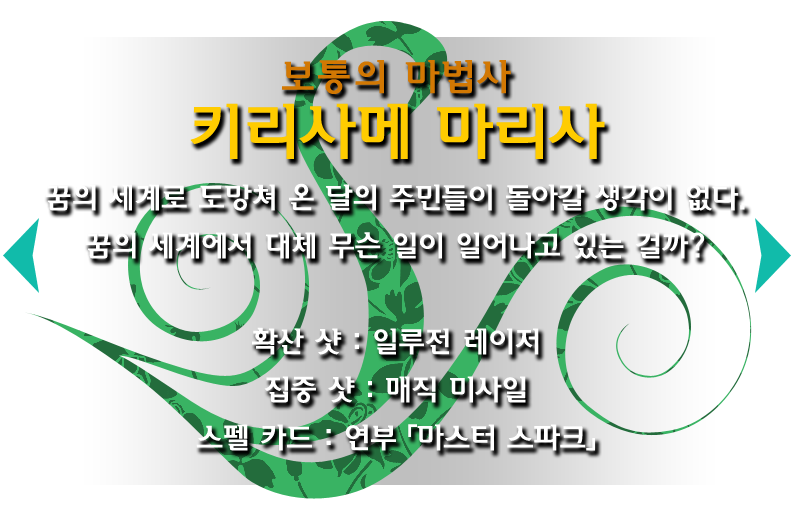 보통의 마법사
키리사메 마리사
꿈의 세계로 도망쳐 온 달의 주민들이 돌아갈 생각이 없다.
꿈의 세계에서 대체 무슨 일이 일어나고 있는 걸까?
확산 샷 : 일루전 레이저
집중 샷 : 매직 미사일
스펠 카드 : 연부 「마스터 스파크」